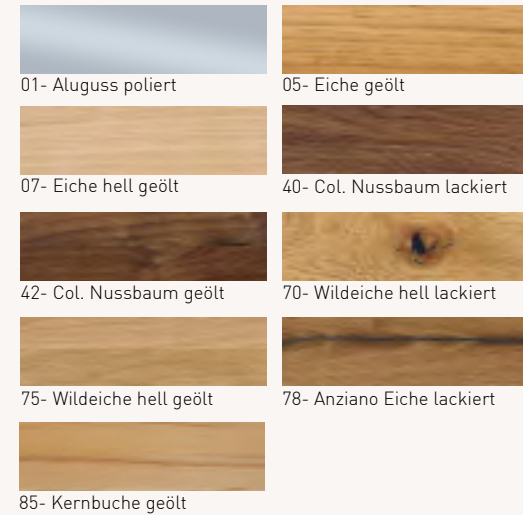 01- Aluguss poliert
05- Eiche geölt
07- Eiche hell geölt
40- Col. Nussbaum lackiert
42- Col. Nussbaum geölt
70- Wildeiche hell lackiert
75- Wildeiche hell geölt
78- Anziano Eiche lackiert
85- Kernbuche geölt